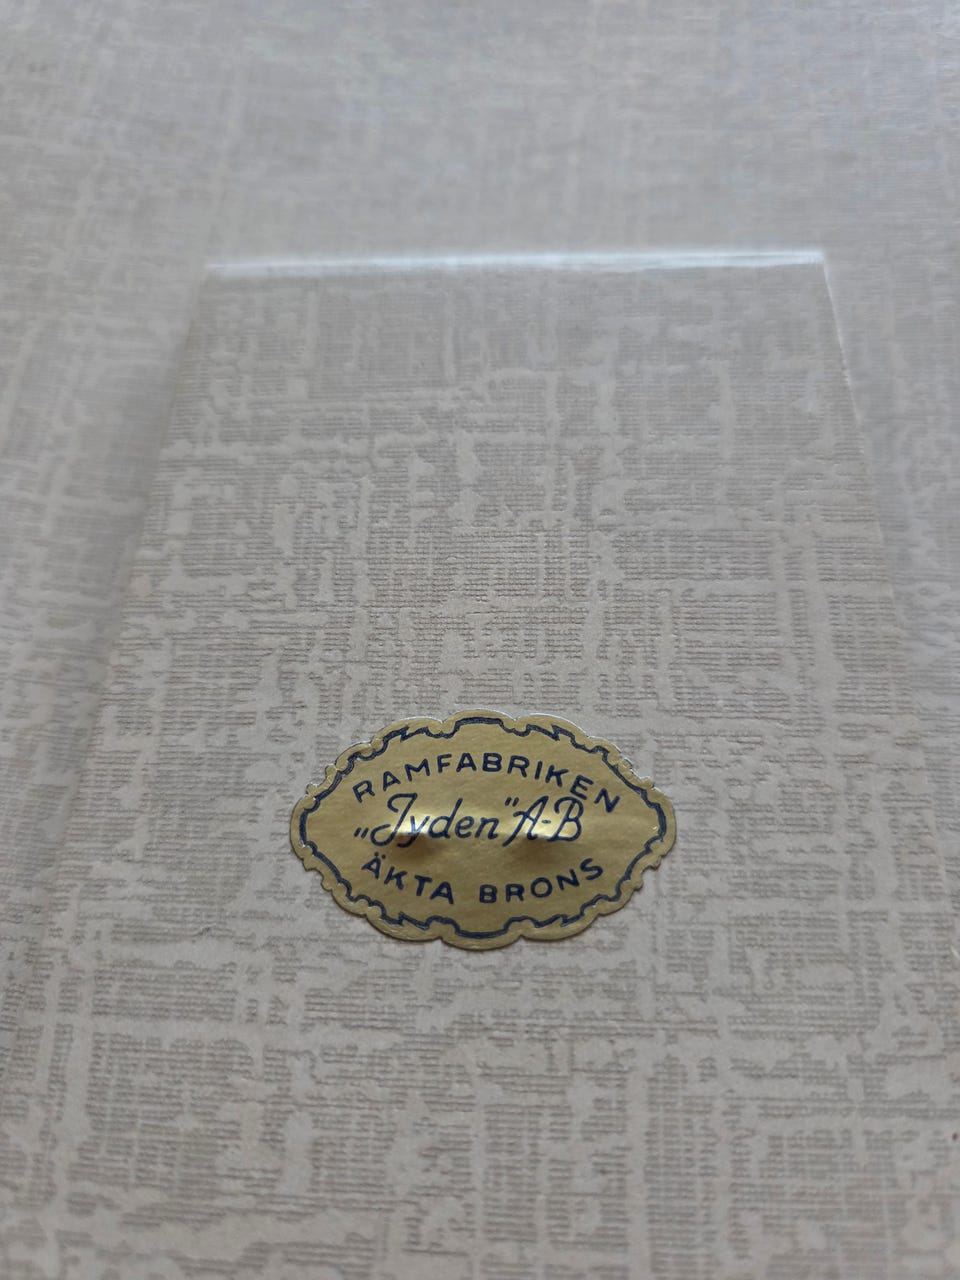 RAMFABRIKEN
„Jyden” A-B
ÄKTA BRONS